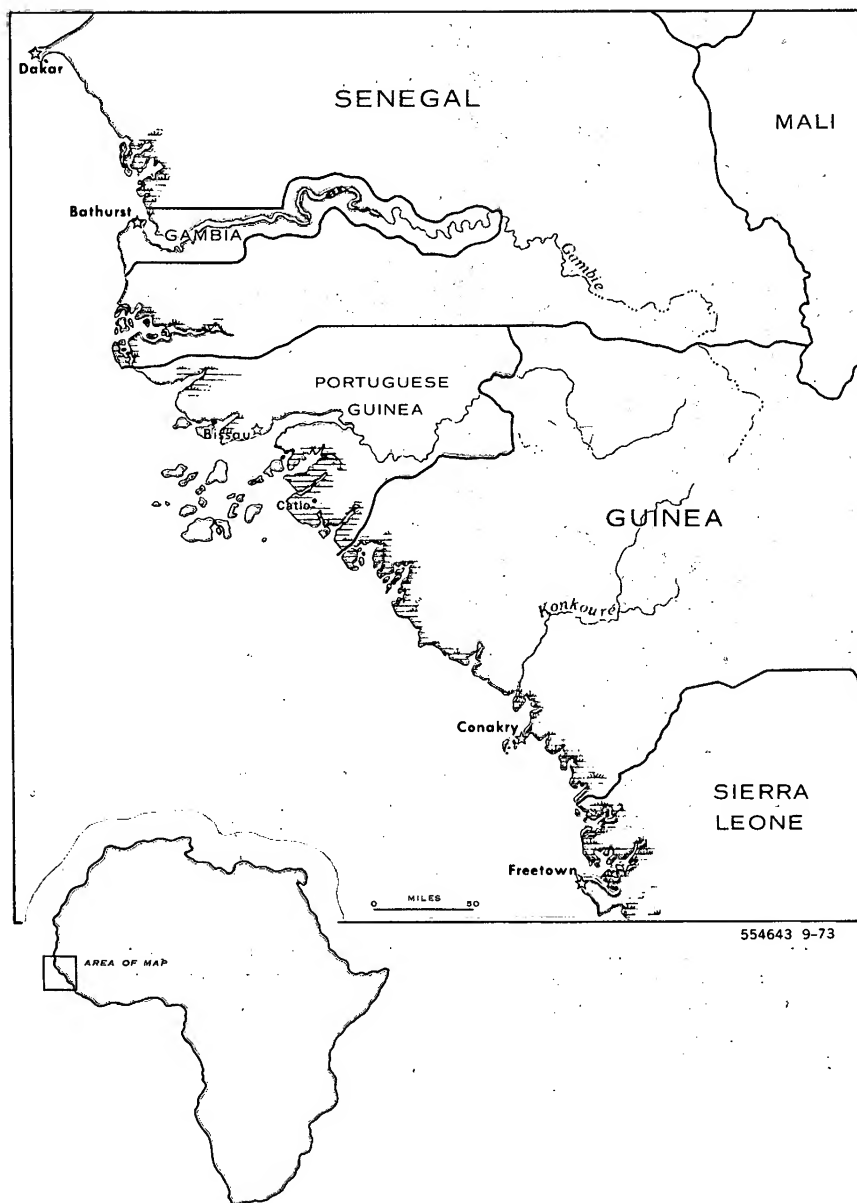 Dakar
SENEGAL
MALI
Bathurst
GAMBIA
Gambie
PORTUGUESE
GUINEA
Bissau
Catio
GUINEA
Konkouré
Conakry
SIERRA
LEONE
Freetown
0 MILES 50
554643 9-73
AREA OF MAP